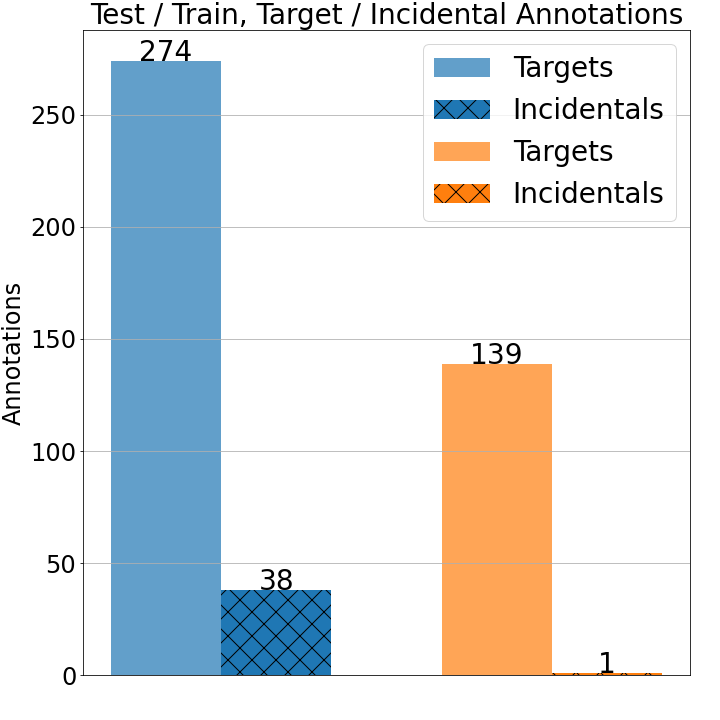 Test / Train, Target / Incidental Annotations
274
Targets
Incidentals
Targets
Incidentals
250
200
150
139
100
50
38
1
0
Annotations